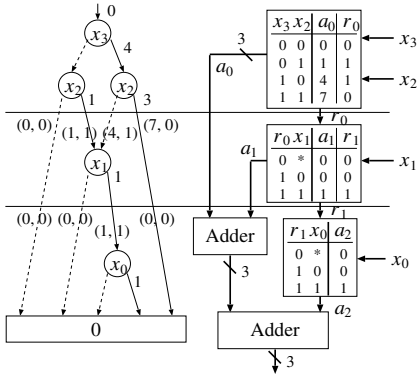 0
x3
4
x2 1 x2 3
(0, 0) (1, 1) (4, 1) (7, 0)
x1
1
(0, 0) (0, 0) (0, 0)
(1, 1)
x0
1
0
x3 x2 a0 r0
0 0 0 0
0 1 1 1
1 0 4 1
1 1 7 0
x3
x2
3
a0
r0
r0 x1 a1 r1
0 * 0 0
1 0 0 0
1 1 1 1
x1
a1
r1
r1 x0 a2
0 * 0
1 0 0
1 1 1
x0
Adder
3
a2
Adder
3